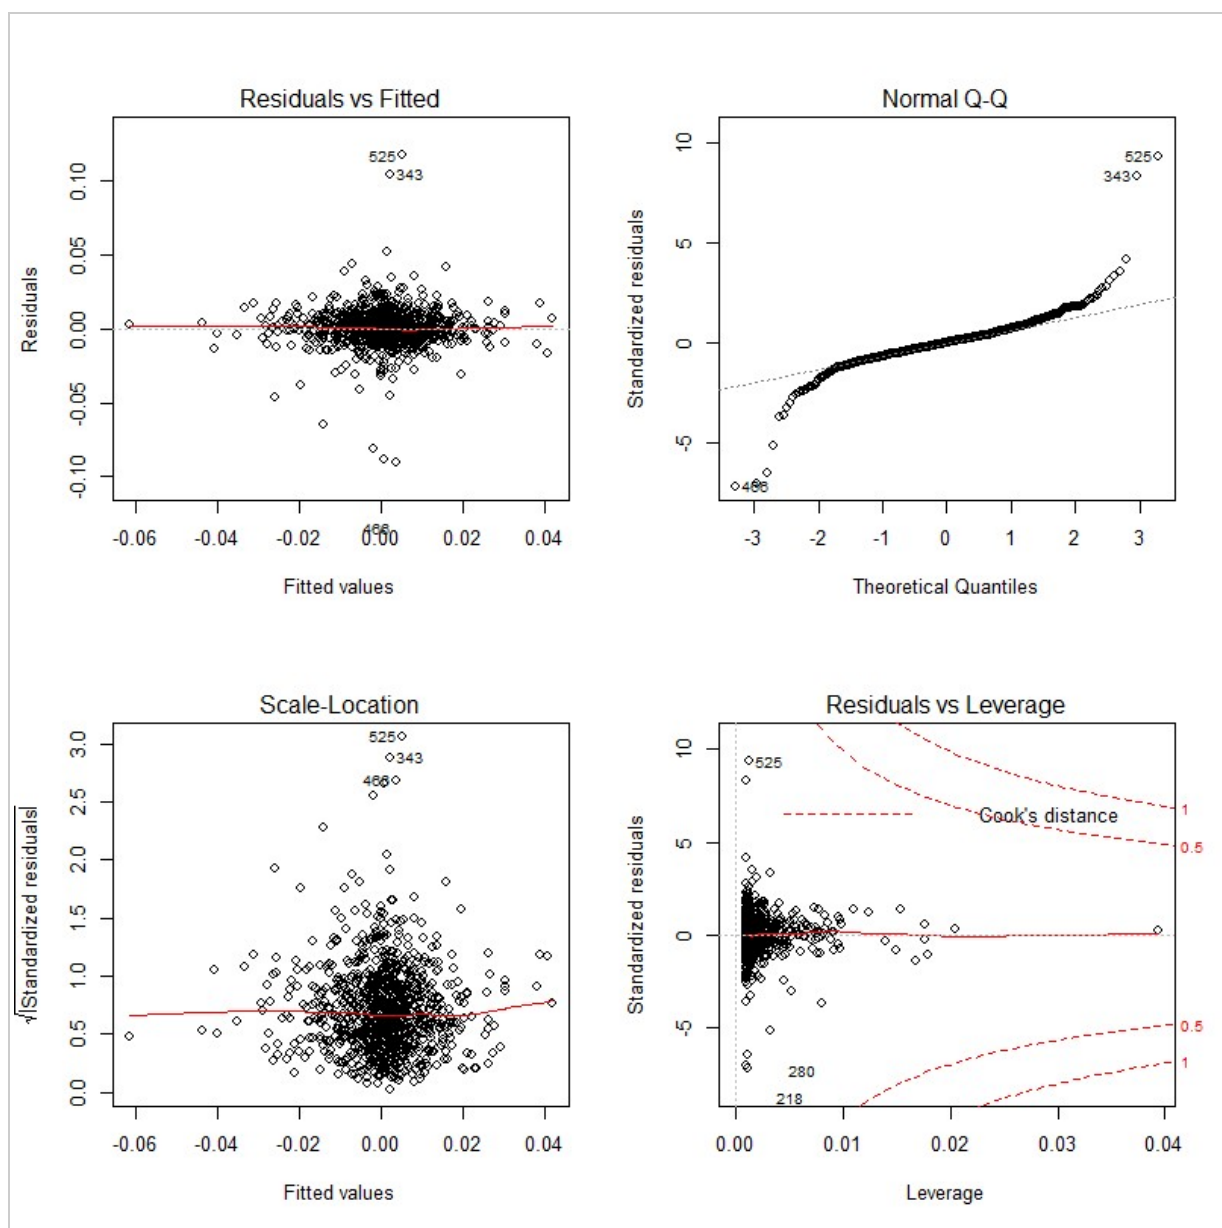 Residuals vs Fitted
Residuals
0.10
0.05
0.00
-0.05
-0.10
525
343
466
-0.06 -0.04 -0.02 0.00 0.02 0.04
Fitted values
Normal Q-Q
Standardized residuals
10
5
0
-5
525
343
466
-3 -2 -1 0 1 2 3
Theoretical Quantiles
Scale-Location
√|Standardized residuals|
3.0
2.5
2.0
1.5
1.0
0.5
0.0
525
343
466
-0.06 -0.04 -0.02 0.00 0.02 0.04
Fitted values
Residuals vs Leverage
Standardized residuals
10
5
0
-5
525
Cook's distance
1
0.5
0.5
1
280
218
0.00 0.01 0.02 0.03 0.04
Leverage